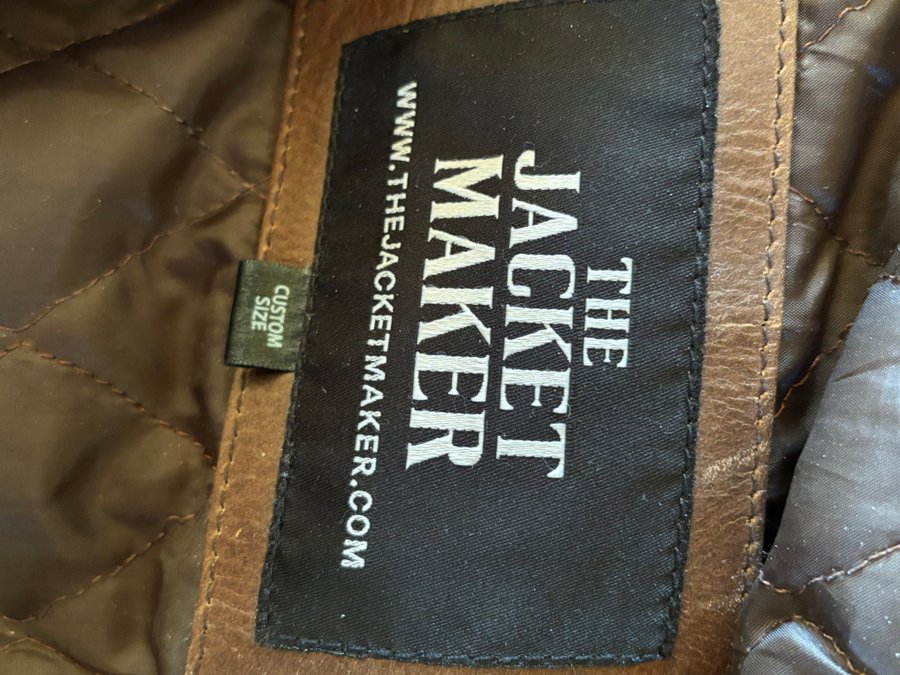 THE
JACKET
MAKER
WWW.THEJACKETMAKER.COM
CUSTOM
SIZE